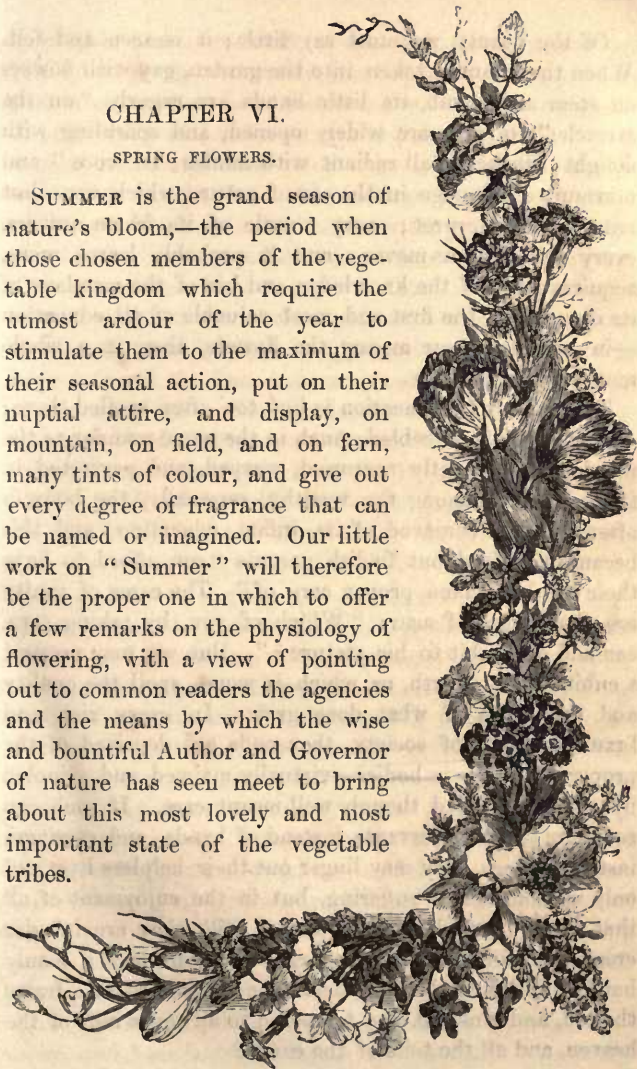 CHAPTER VI.
SPRING FLOWERS.
SUMMER is the grand season of
nature's bloom,—the period when
those chosen members of the vege-
table kingdom which require the
utmost ardour of the year to
stimulate them to the maximum of
their seasonal action, put on their
nuptial attire, and display, on
mountain, on field, and on fern,
many tints of colour, and give out
every degree of fragrance that can
be named or imagined. Our little
work on "Summer" will therefore
be the proper one in which to offer
a few remarks on the physiology of
flowering, with a view of pointing
out to common readers the agencies
and the means by which the wise
and bountiful Author and Governor
of nature has seen meet to bring
about this most lovely and most
important state of the vegetable
tribes.